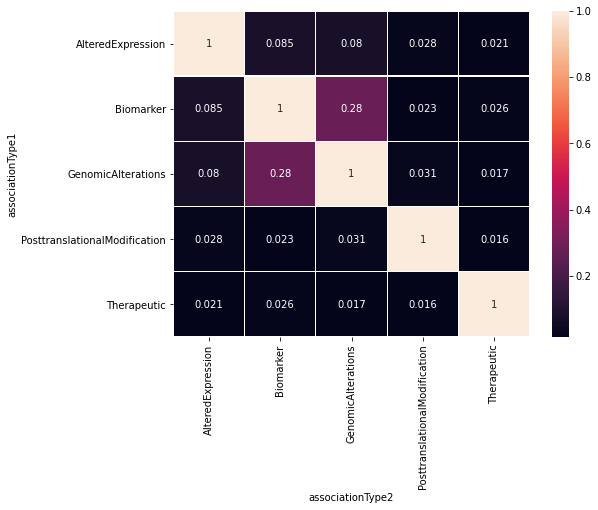 associationType1
AlteredExpression 1 0.085 0.08 0.028 0.021
Biomarker 0.085 1 0.28 0.023 0.026
GenomicAlterations 0.08 0.28 1 0.031 0.017
PosttranslationalModification 0.028 0.023 0.031 1 0.016
Therapeutic 0.021 0.026 0.017 0.016 1
AlteredExpression
Biomarker
GenomicAlterations
PosttranslationalModification
Therapeutic
associationType2
1.0
0.8
0.6
0.4
0.2